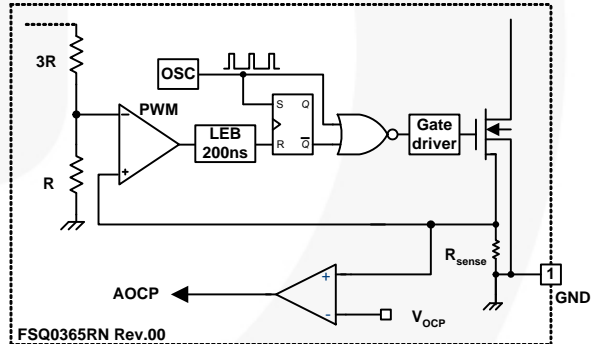 3R
OSC
PWM
S Q
R Q
LEB
200ns
Gate
driver
−
+
R
Rsense
1
GND
AOCP
+
-
VOCP
FSQ0365RN Rev.00